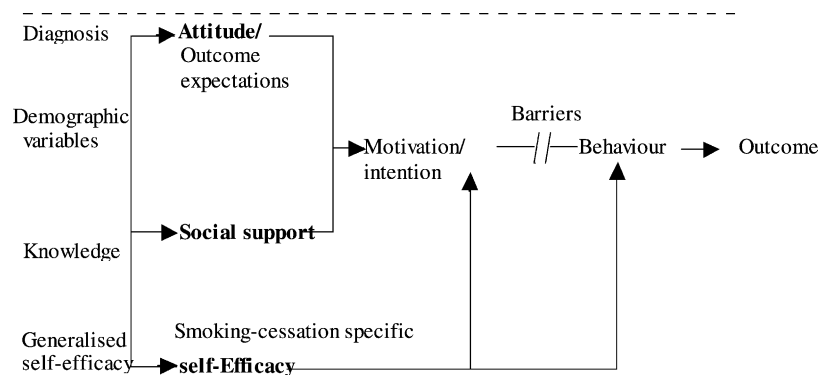 Diagnosis
Attitude/
Outcome
expectations
Demographic
variables
Barriers
Motivation/
intention
Behaviour
Outcome
Social support
Knowledge
Generalised
self-efficacy
Smoking-cessation specific
self-Efficacy